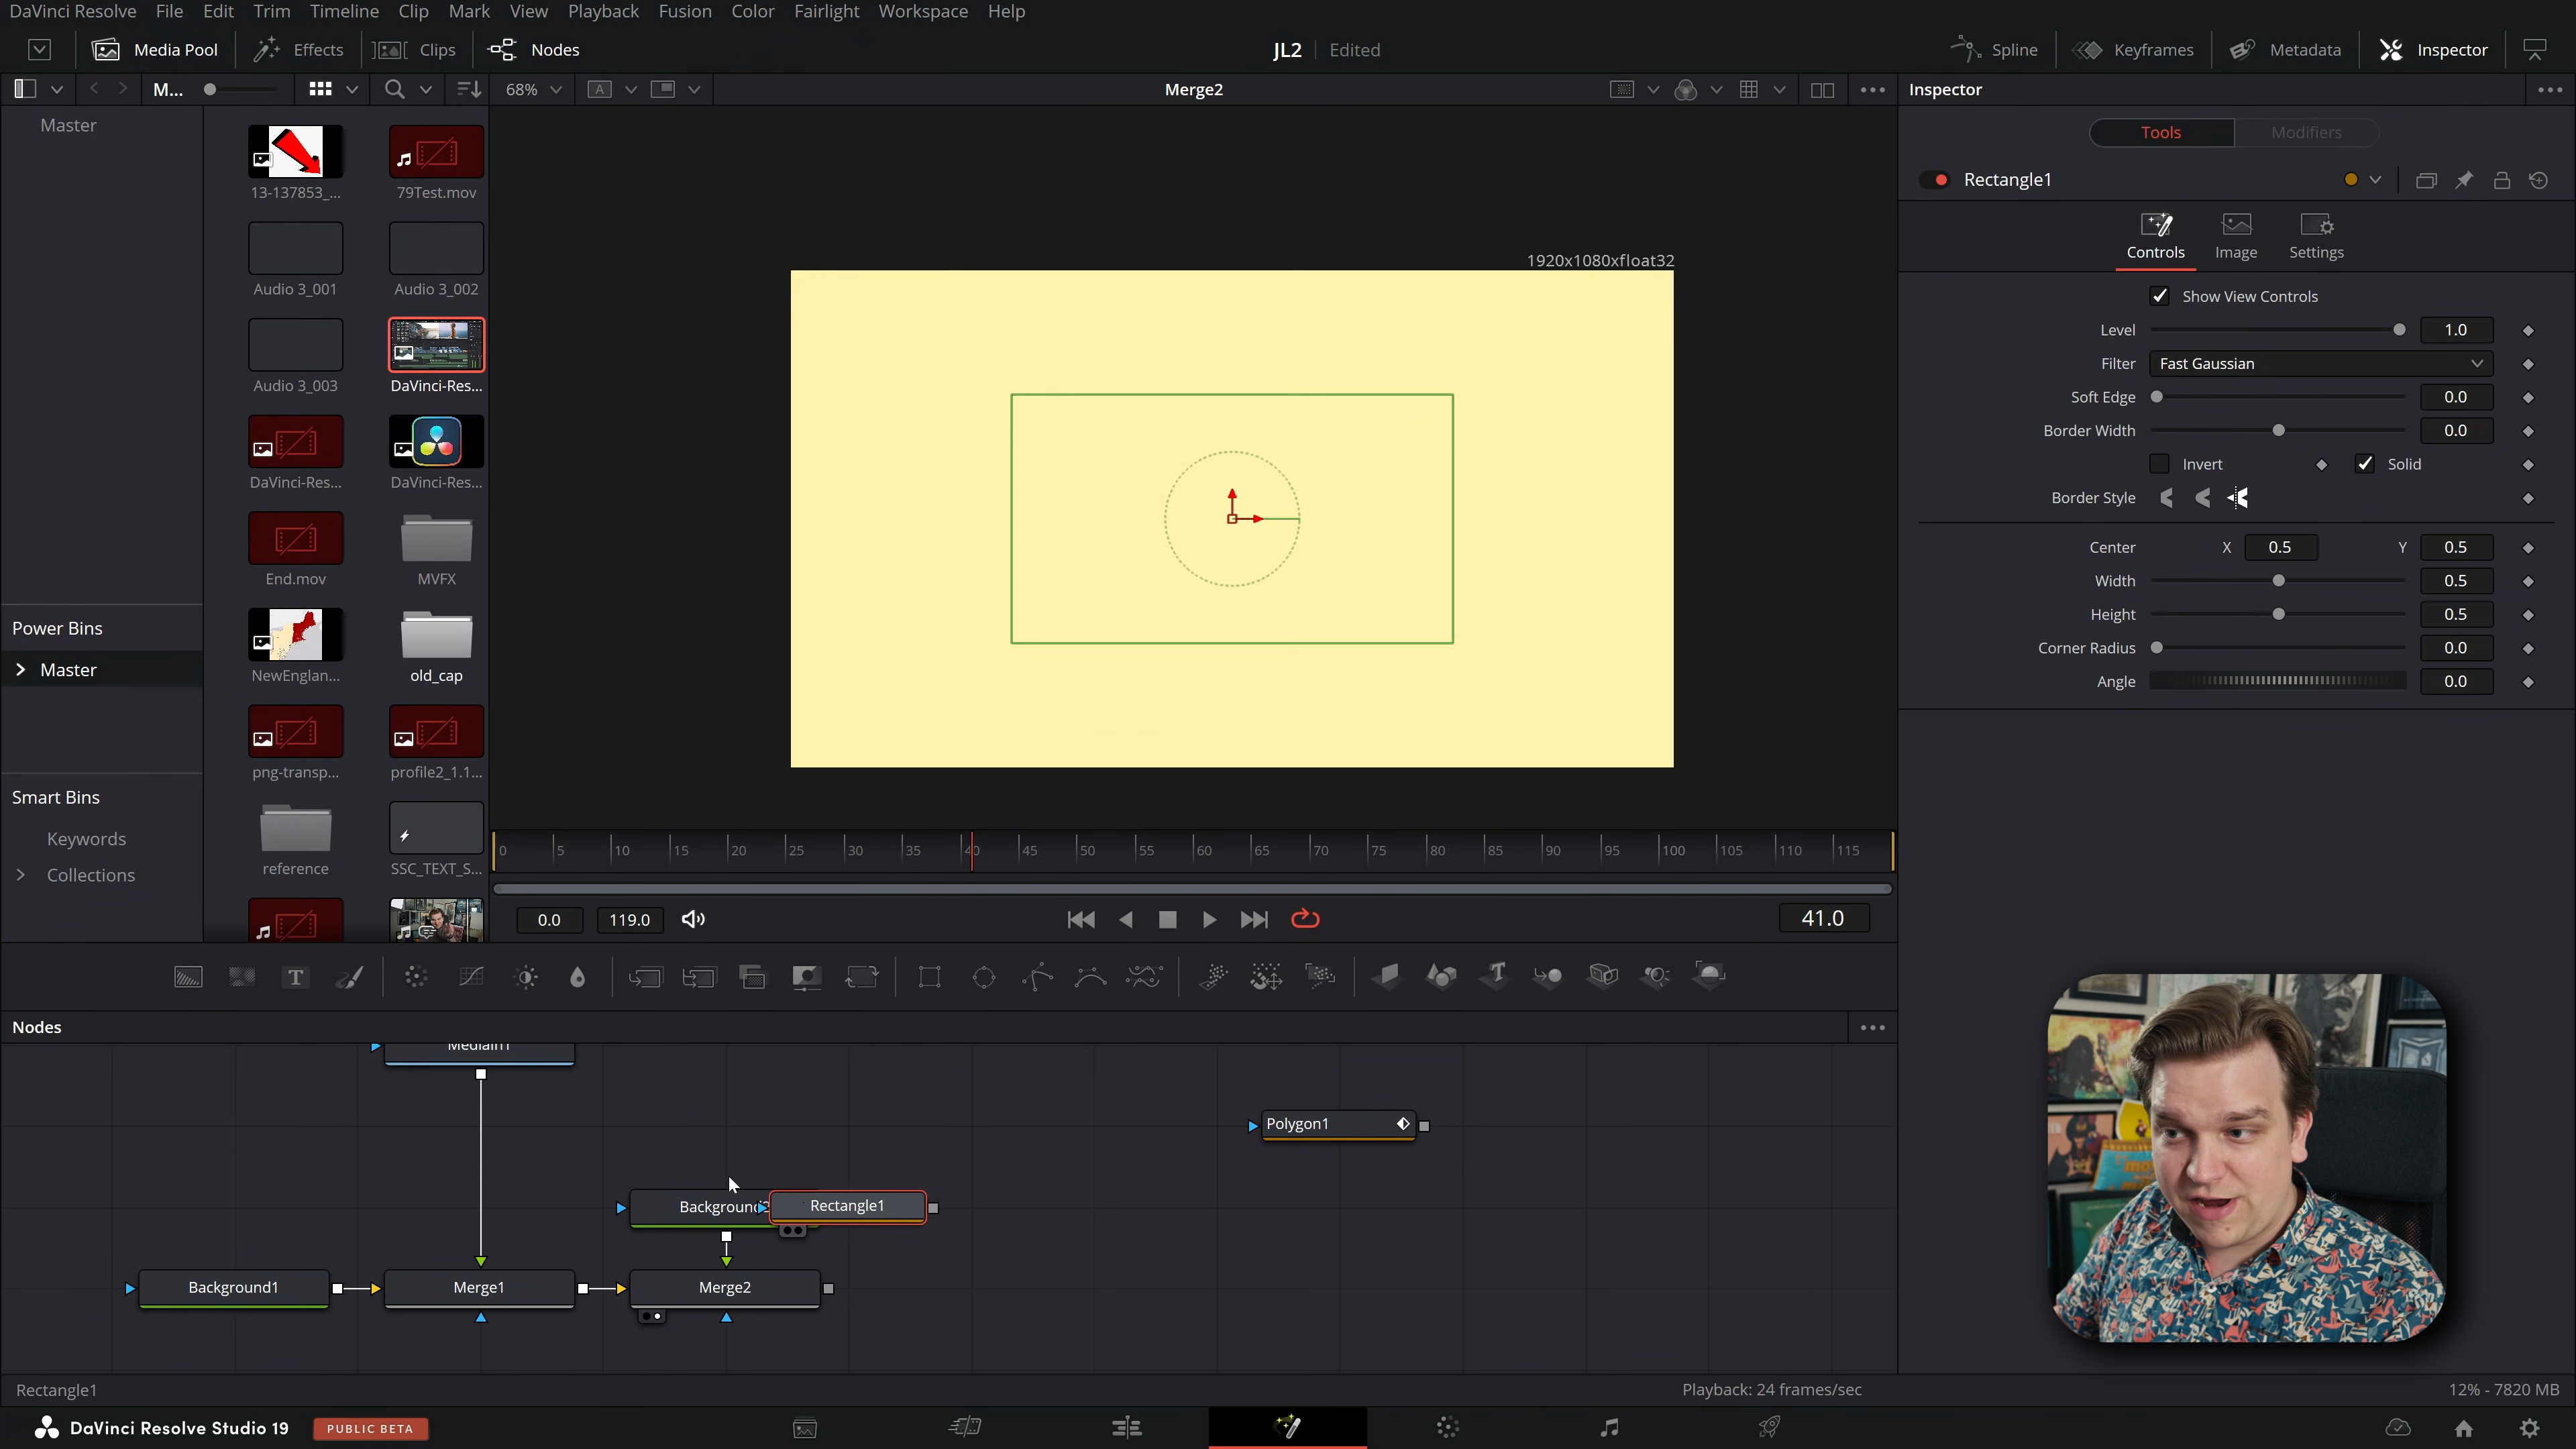 DaVinci Resolve File Edit Trim Timeline Clip Mark View Playback Fusion Color Fairlight Workspace Help
Media Pool Effects Clips Nodes JL2 Edited Spline Keyframes Metadata Inspector
M... 68% A Merge2 Inspector
Master
13-137853_...
79Test.mov
Audio 3_001
Audio 3_002
Audio 3_003
DaVinci-Res...
DaVinci-Res...
DaVinci-Res...
End.mov
MVFX
NewEnglan...
old_cap
png-transp...
profile2_1.1...
reference
SSC_TEXT_S...
Power Bins
Master
Smart Bins
Keywords
Collections
1920x1080xfloat32
Tools Modifiers
Rectangle1
Controls Image Settings
Show View Controls
Level 1.0
Filter Fast Gaussian
Soft Edge 0.0
Border Width 0.0
Invert Solid
Border Style
Center X 0.5 Y 0.5
Width 0.5
Height 0.5
Corner Radius 0.0
Angle 0.0
0 5 10 15 20 25 30 35 40 45 50 55 60 65 70 75 80 85 90 95 100 105 110 115
0.0 119.0 41.0
T T
Nodes
MediaIn1
Polygon1
Rectangle1
Background1 Merge1 Merge2
Rectangle1 Playback: 24 frames/sec 12% - 7820 MB
DaVinci Resolve Studio 19 PUBLIC BETA